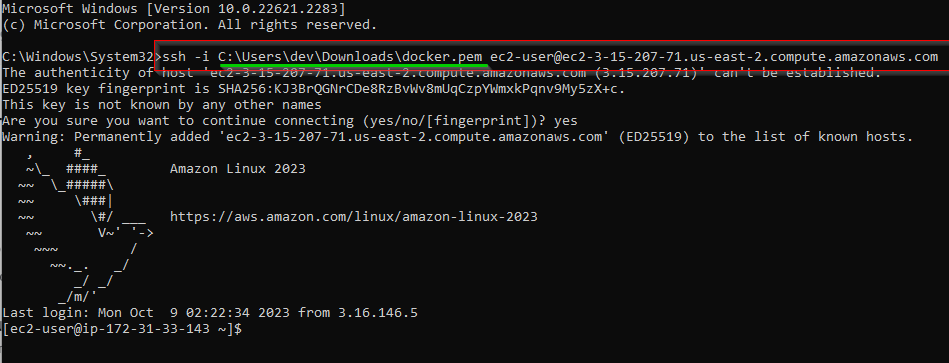 Microsoft Windows [Version 10.0.22621.2283]
(c) Microsoft Corporation. All rights reserved.
C:\Windows\System32>ssh -i C:\Users\dev\Downloads\docker.pem ec2-user@ec2-3-15-207-71.us-east-2.compute.amazonaws.com
The authenticity of host 'ec2-3-15-207-71.us-east-2.compute.amazonaws.com (3.15.207.71)' can't be established.
ED25519 key fingerprint is SHA256:KJ3BrQGNrCDe8RzBvWv8mUqCzpYWmxkPqnv9My5zX+c.
This key is not known by any other names
Are you sure you want to continue connecting (yes/no/[fingerprint])? yes
Warning: Permanently added 'ec2-3-15-207-71.us-east-2.compute.amazonaws.com' (ED25519) to the list of known hosts.
   ,     #_
   ~\_  ####_        Amazon Linux 2023
  ~~  \_#####\
  ~~     \###|
  ~~       \#/ ___   https://aws.amazon.com/linux/amazon-linux-2023
   ~~       V~' '->
    ~~~         /
      ~~._.   _/
         _/ _/
       _/m/'
Last login: Mon Oct  9 02:22:34 2023 from 3.16.146.5
[ec2-user@ip-172-31-33-143 ~]$